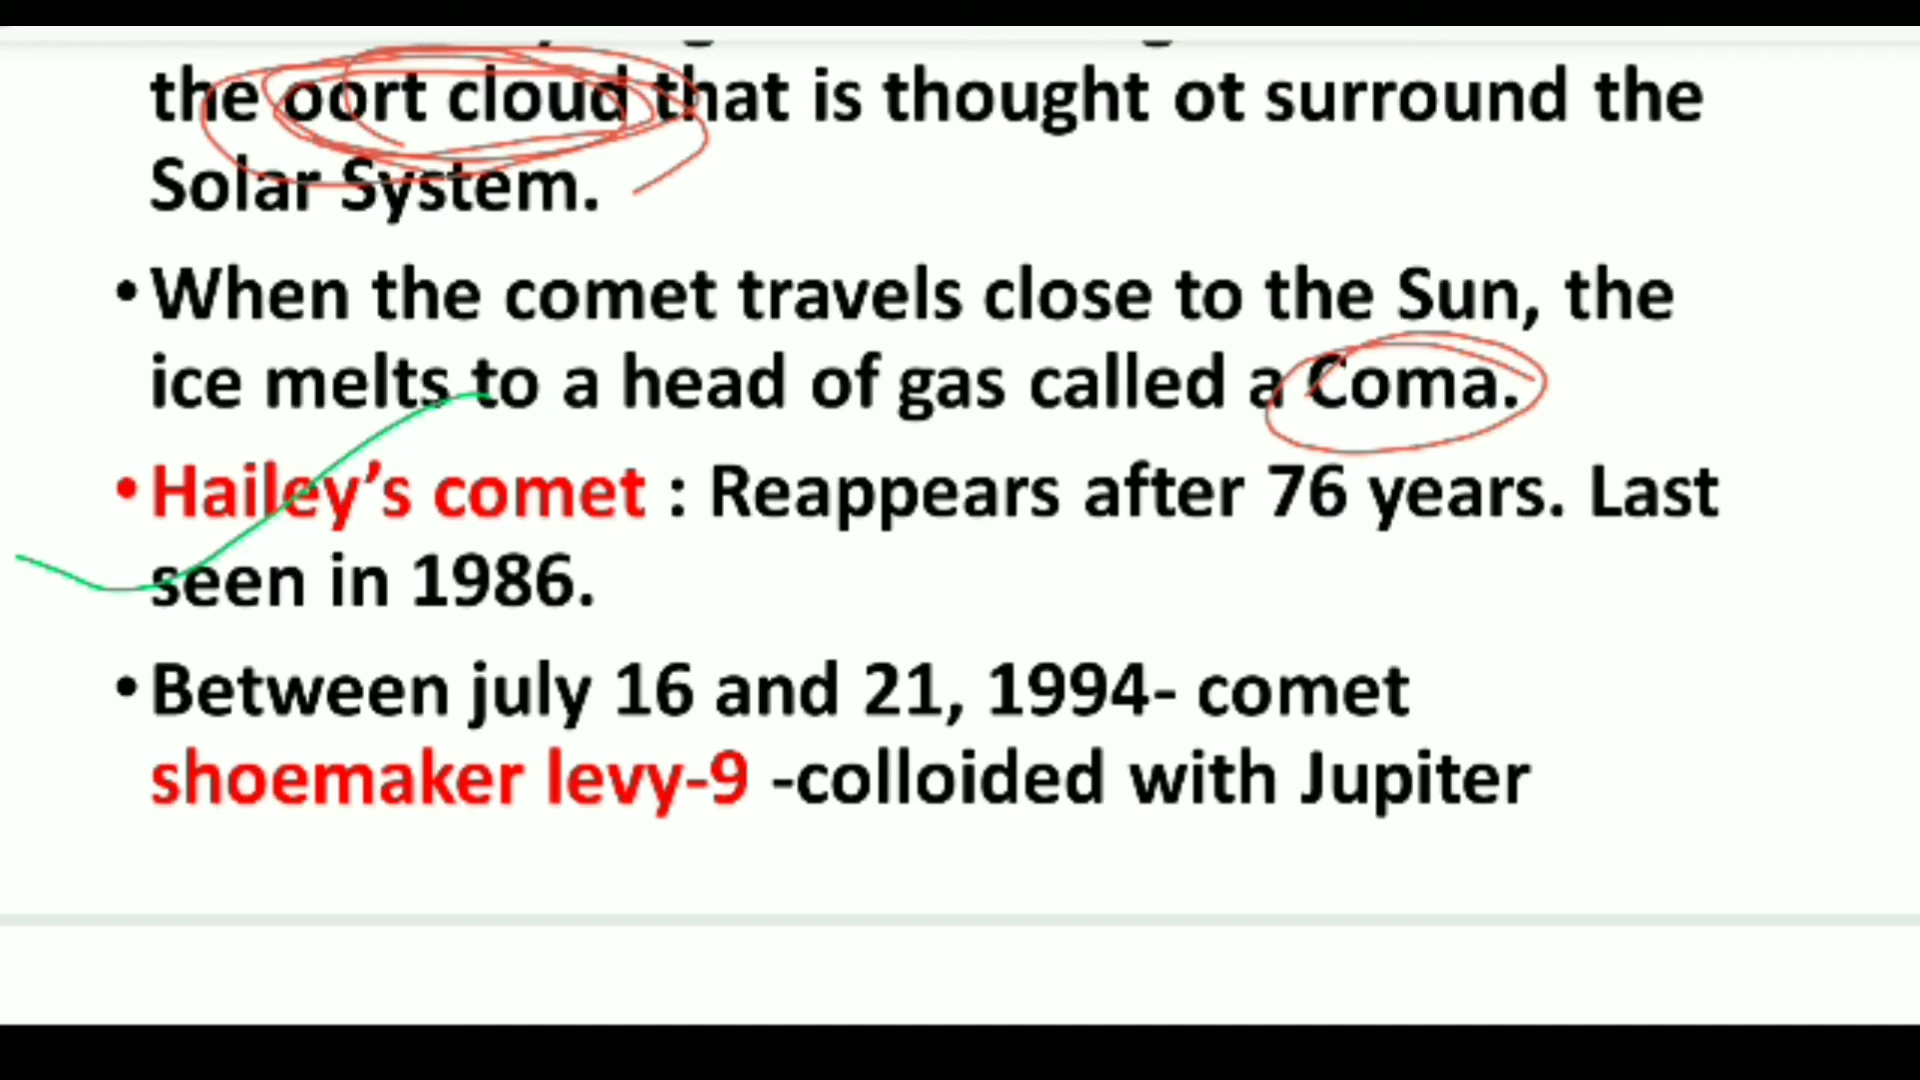 the oort cloud that is thought ot surround the
Solar System.
• When the comet travels close to the Sun, the
ice melts to a head of gas called a Coma.
• Hailey's comet : Reappears after 76 years. Last
seen in 1986.
• Between july 16 and 21, 1994- comet
shoemaker levy-9 -colloided with Jupiter